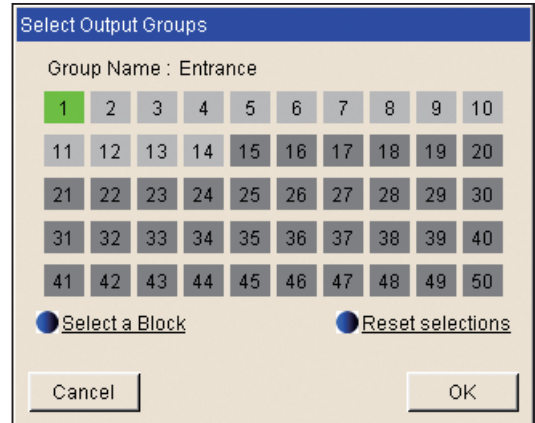 Select Output Groups
Group Name : Entrance
1 2 3 4 5 6 7 8 9 10
11 12 13 14 15 16 17 18 19 20
21 22 23 24 25 26 27 28 29 30
31 32 33 34 35 36 37 38 39 40
41 42 43 44 45 46 47 48 49 50
Select a Block Reset selections
Cancel OK